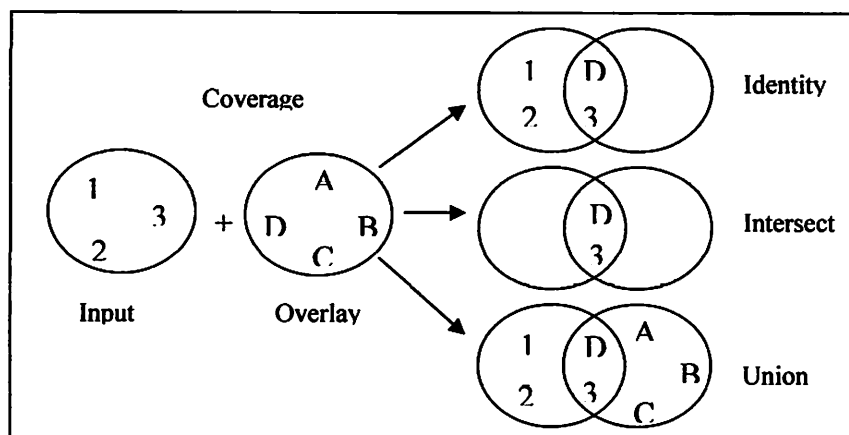 Coverage
1
2
3
Input
+
A
D
B
C
Overlay
1
D
2
3
Identity
D
3
Intersect
1
D
A
B
2
3
C
Union